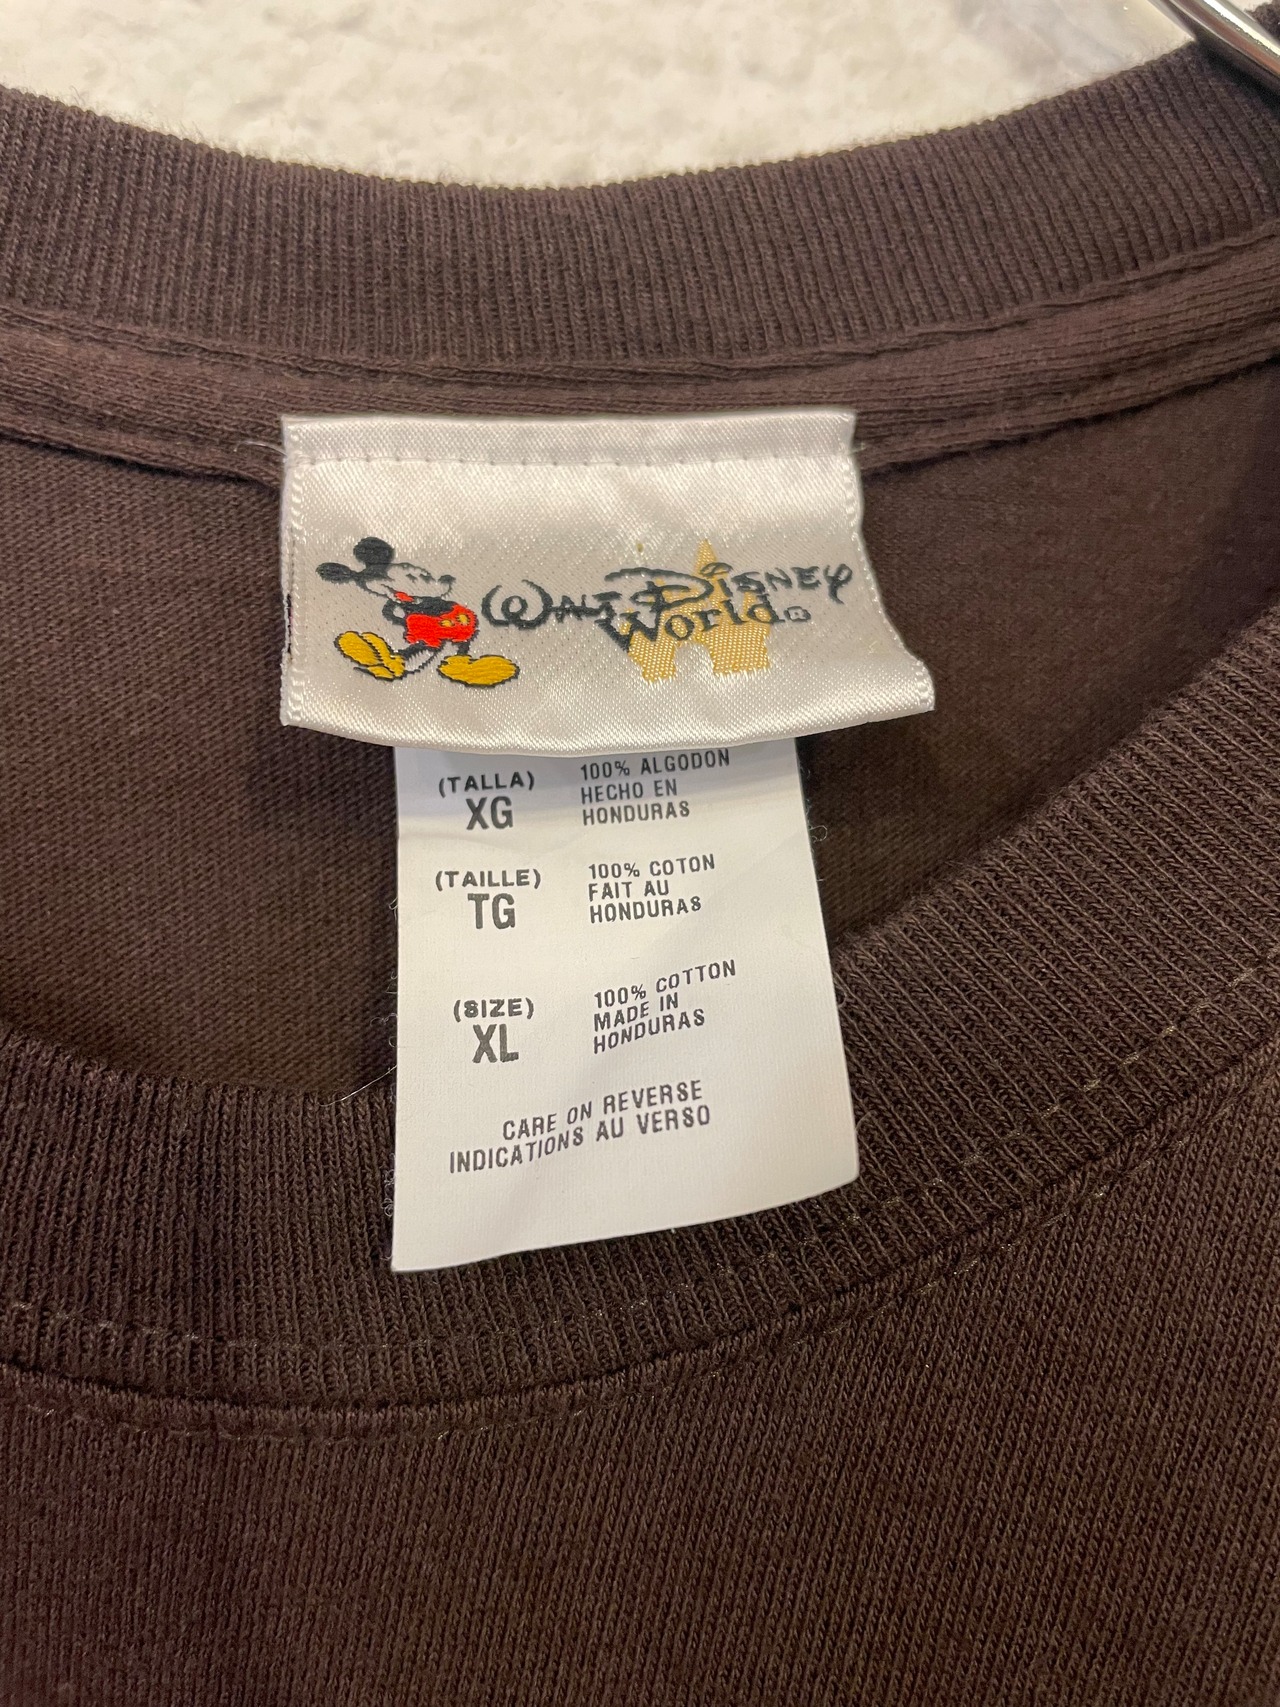 WALT DISNEY
World®
(TALLA)
XG
100% ALGODON
HECHO EN
HONDURAS
(TAILLE)
TG
100% COTON
FAIT AU
HONDURAS
(SIZE)
XL
100% COTTON
MADE IN
HONDURAS
CARE ON REVERSE
INDICATIONS AU VERSO